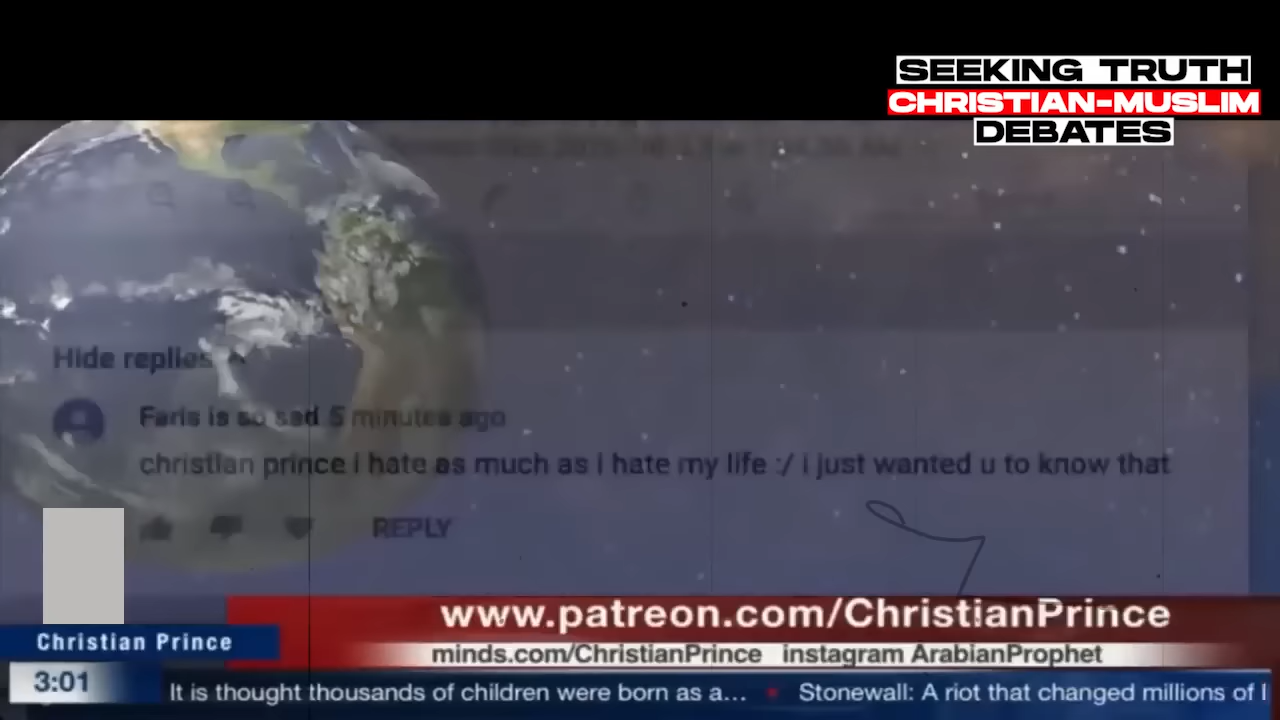 SEEKING TRUTH
CHRISTIAN-MUSLIM
DEBATES
Hide replies
Faris is so sad 5 minutes ago
christian prince i hate as much as i hate my life :/ i just wanted u to know that
REPLY
www.patreon.com/ChristianPrince
Christian Prince
minds.com/ChristianPrince instagram ArabianProphet
3:01
It is thought thousands of children were born as a... • Stonewall: A riot that changed millions of l